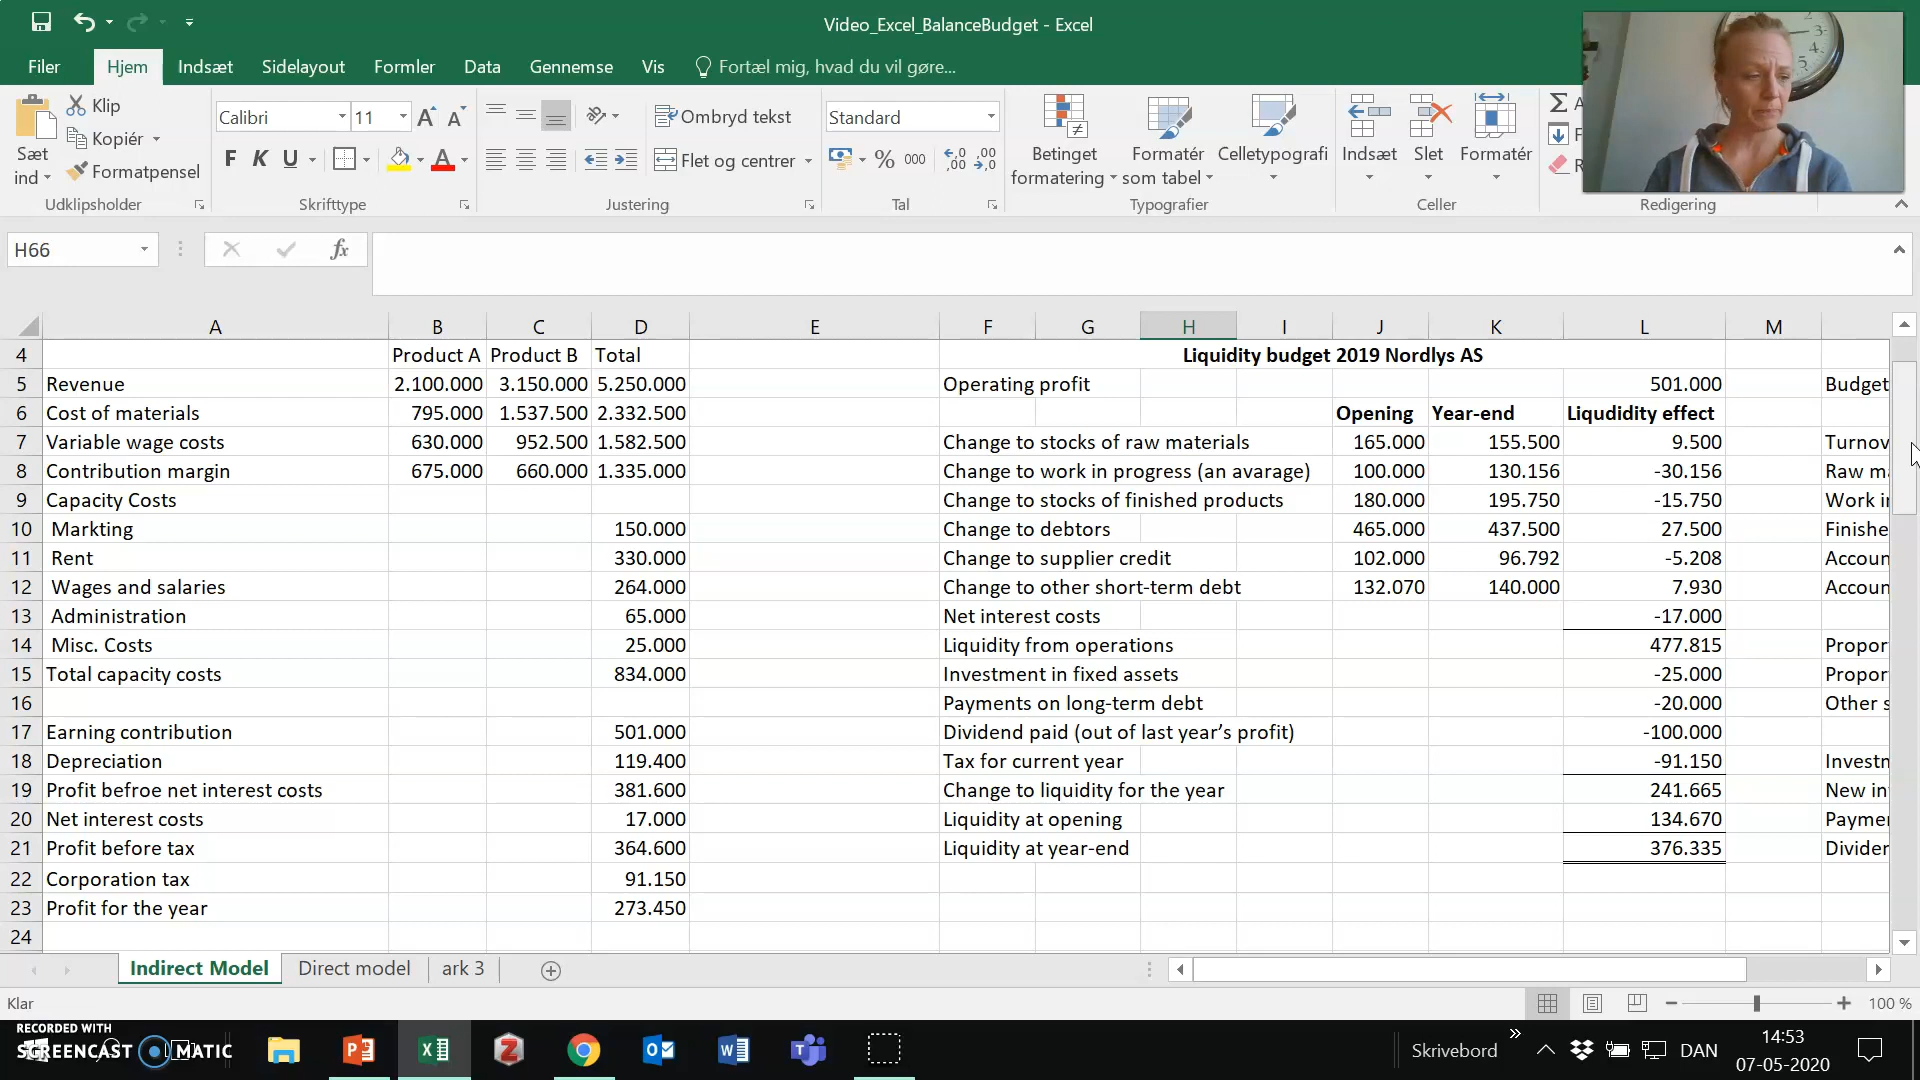 Video_Excel_BalanceBudget - Excel
Filer Hjem Indsæt Sidelayout Formler Data Gennemse Vis Fortæl mig, hvad du vil gøre...
Sæt ind
Klip
Kopiér
Formatpensel
Udklipsholder
Calibri 11
F K U
Skrifttype
Ombryd tekst
Flet og centrer
Justering
Standard
% 000
Tal
Betinget formatering
Formatér som tabel
Celletypografi
Typografier
Indsæt
Slet
Formatér
Celler
Redigering
H66
fx
A B C D E F G H I J K L M
4 Product A Product B Total Liquidity budget 2019 Nordlys AS
5 Revenue 2.100.000 3.150.000 5.250.000 Operating profit 501.000 Budget
6 Cost of materials 795.000 1.537.500 2.332.500 Opening Year-end Liqudidity effect
7 Variable wage costs 630.000 952.500 1.582.500 Change to stocks of raw materials 165.000 155.500 9.500 Turnov
8 Contribution margin 675.000 660.000 1.335.000 Change to work in progress (an avarage) 100.000 130.156 -30.156 Raw m
9 Capacity Costs Change to stocks of finished products 180.000 195.750 -15.750 Work i
10 Markting 150.000 Change to debtors 465.000 437.500 27.500 Finishe
11 Rent 330.000 Change to supplier credit 102.000 96.792 -5.208 Accoun
12 Wages and salaries 264.000 Change to other short-term debt 132.070 140.000 7.930 Accoun
13 Administration 65.000 Net interest costs -17.000
14 Misc. Costs 25.000 Liquidity from operations 477.815 Propor
15 Total capacity costs 834.000 Investment in fixed assets -25.000 Propor
16 Payments on long-term debt -20.000 Other s
17 Earning contribution 501.000 Dividend paid (out of last year’s profit) -100.000
18 Depreciation 119.400 Tax for current year -91.150 Investn
19 Profit befroe net interest costs 381.600 Change to liquidity for the year 241.665 New in
20 Net interest costs 17.000 Liquidity at opening 134.670 Payme
21 Profit before tax 364.600 Liquidity at year-end 376.335 Divider
22 Corporation tax 91.150
23 Profit for the year 273.450
24
Indirect Model Direct model ark 3
Klar 100 %
RECORDED WITH
SCREENCAST MATIC
Skrivebord
DAN
14:53
07-05-2020